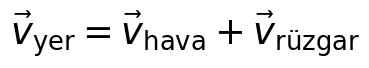 v⃗yer = v⃗hava + v⃗rüzgar